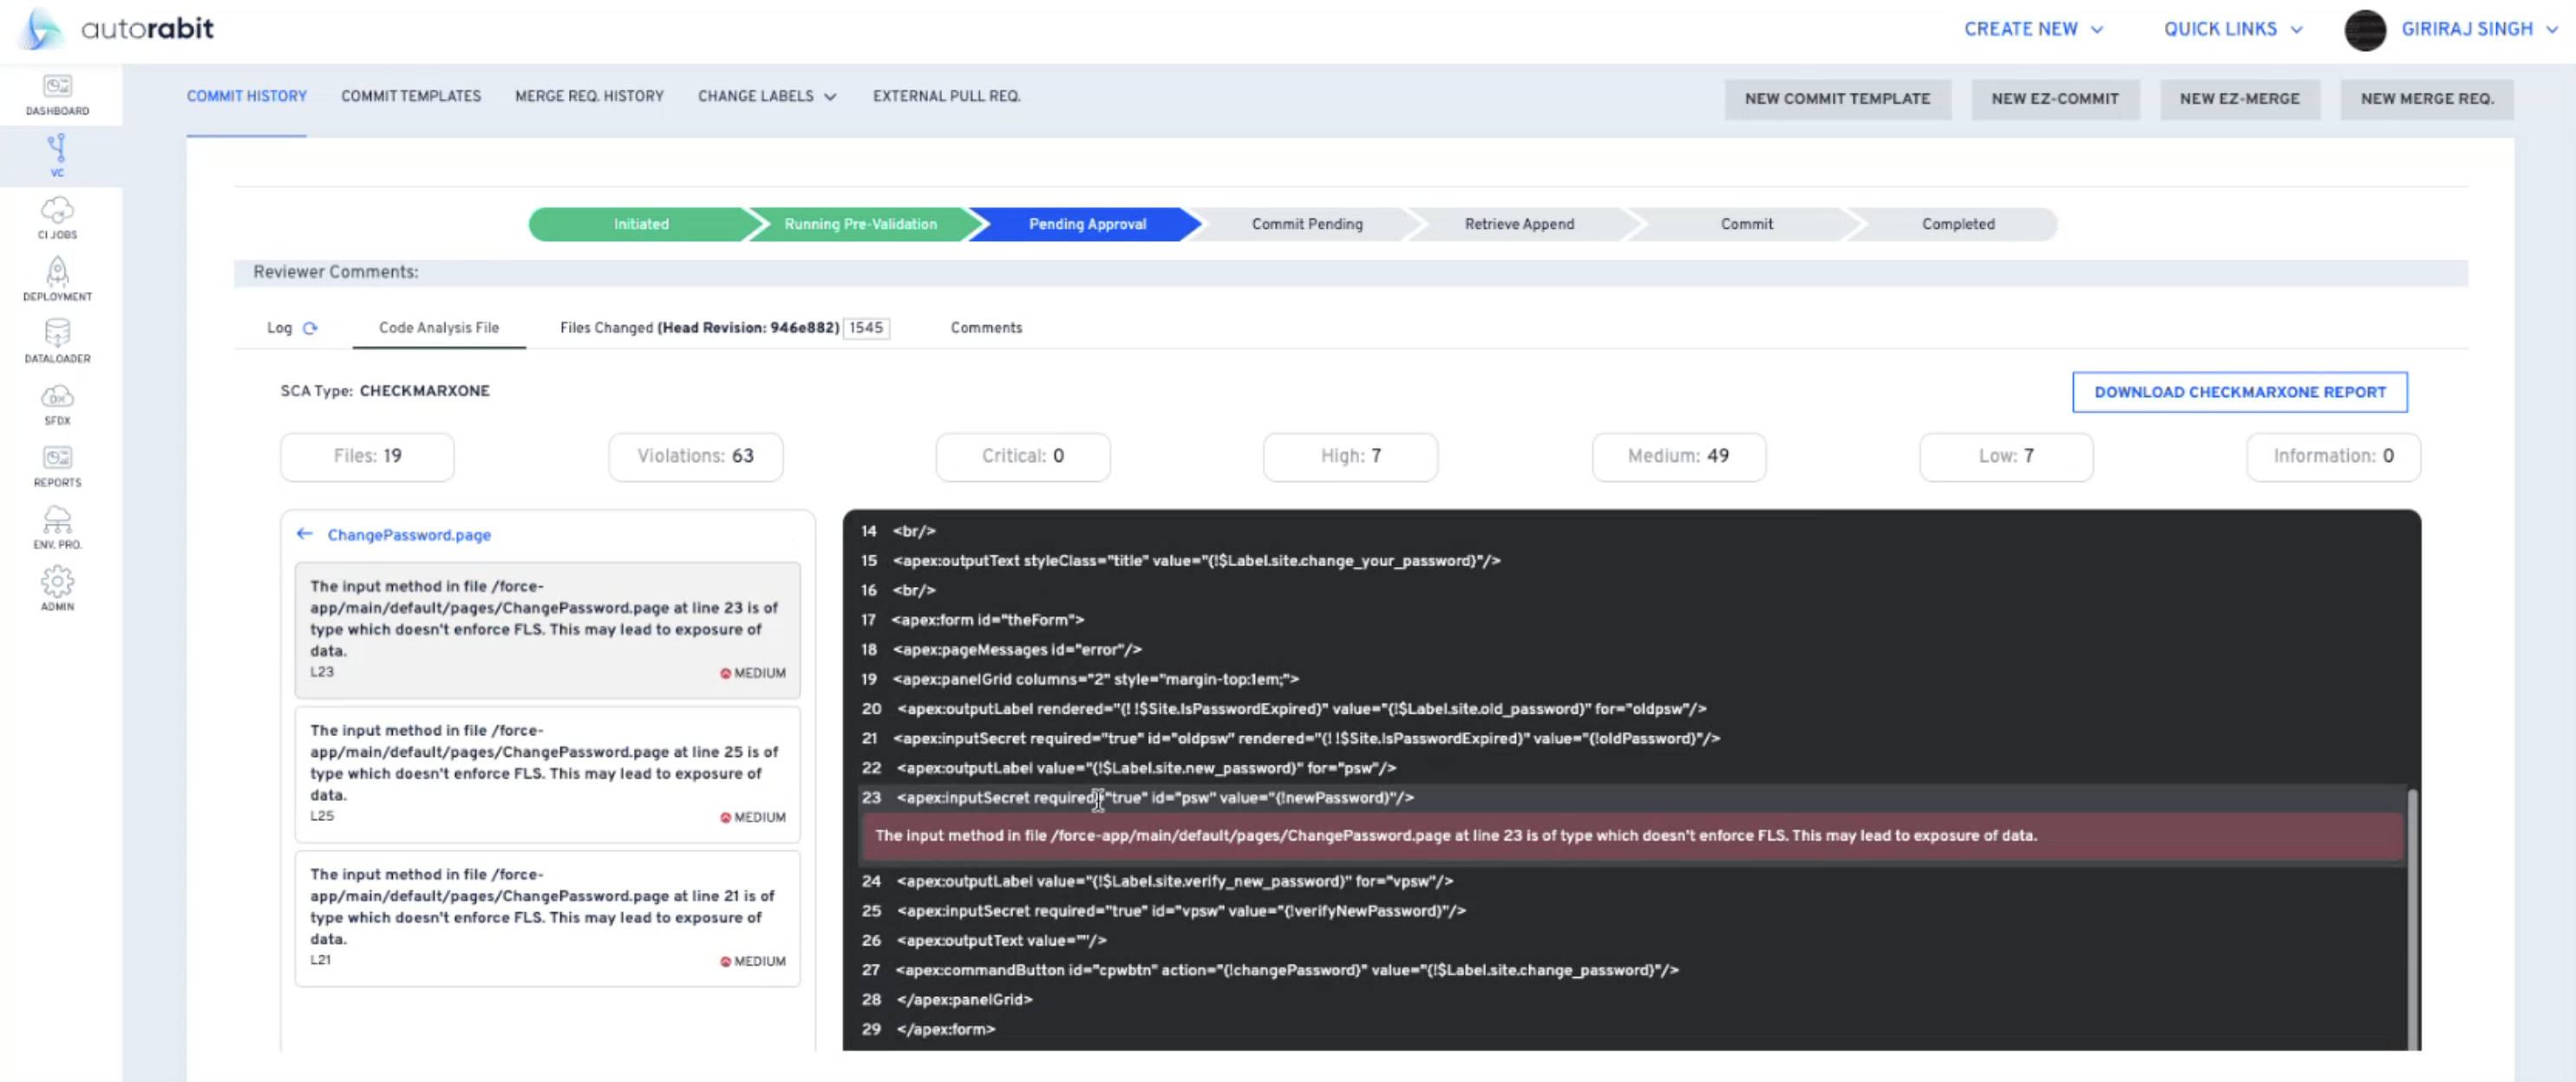 autorabit
CREATE NEW
QUICK LINKS
GIRIRAJ SINGH
DASHBOARD
VC
CI JOBS
DEPLOYMENT
DATALOADER
DX
SFDX
REPORTS
ENV. PRO.
ADMIN
COMMIT HISTORY
COMMIT TEMPLATES
MERGE REQ. HISTORY
CHANGE LABELS
EXTERNAL PULL REQ.
NEW COMMIT TEMPLATE
NEW EZ-COMMIT
NEW EZ-MERGE
NEW MERGE REQ.
Initiated
Running Pre-Validation
Pending Approval
Commit Pending
Retrieve Append
Commit
Completed
Reviewer Comments:
Log
Code Analysis File
Files Changed (Head Revision: 946e882) 1545
Comments
SCA Type: CHECKMARXONE
DOWNLOAD CHECKMARXONE REPORT
Files: 19
Violations: 63
Critical: 0
High: 7
Medium: 49
Low: 7
Information: 0
← ChangePassword.page
The input method in file /force-
app/main/default/pages/ChangePassword.page at line 23 is of
type which doesn't enforce FLS. This may lead to exposure of
data.
L23
MEDIUM
The input method in file /force-
app/main/default/pages/ChangePassword.page at line 25 is of
type which doesn't enforce FLS. This may lead to exposure of
data.
L25
MEDIUM
The input method in file /force-
app/main/default/pages/ChangePassword.page at line 21 is of
type which doesn't enforce FLS. This may lead to exposure of
data.
L21
MEDIUM
14 <br/>
15 <apex:outputText styleClass="title" value="{!$Label.site.change_your_password}"/>
16 <br/>
17 <apex:form id="theForm">
18 <apex:pageMessages id="error"/>
19 <apex:panelGrid columns="2" style="margin-top:1em;">
20 <apex:outputLabel rendered="{! !$Site.IsPasswordExpired}" value="{!$Label.site.old_password}" for="oldpsw"/>
21 <apex:inputSecret required="true" id="oldpsw" rendered="{! !$Site.IsPasswordExpired}" value="{!oldPassword}"/>
22 <apex:outputLabel value="{!$Label.site.new_password}" for="psw"/>
23 <apex:inputSecret required="true" id="psw" value="{!newPassword}"/>
The input method in file /force-app/main/default/pages/ChangePassword.page at line 23 is of type which doesn't enforce FLS. This may lead to exposure of data.
24 <apex:outputLabel value="{!$Label.site.verify_new_password}" for="vpsw"/>
25 <apex:inputSecret required="true" id="vpsw" value="{!verifyNewPassword}"/>
26 <apex:outputText value=""/>
27 <apex:commandButton id="cpwbtn" action="{!changePassword}" value="{!$Label.site.change_password}"/>
28 </apex:panelGrid>
29 </apex:form>